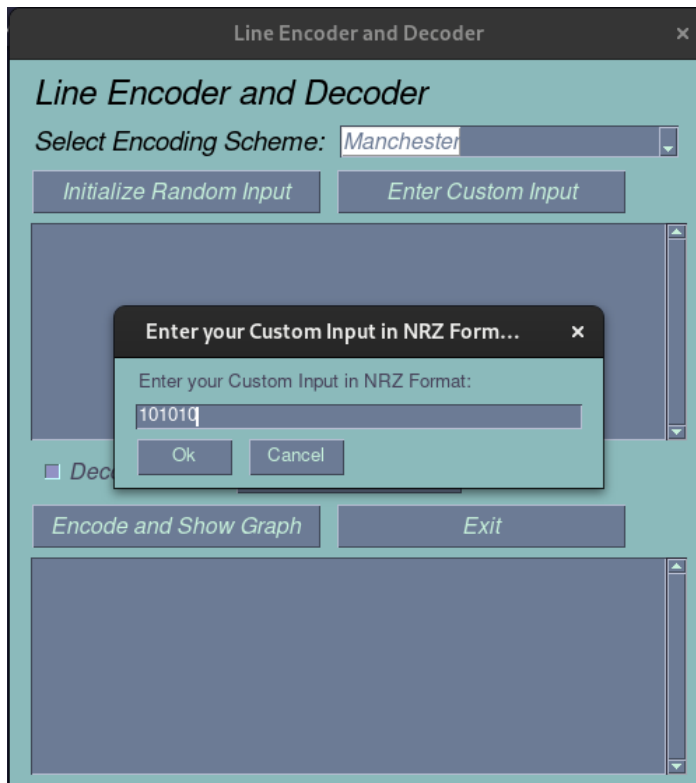 Line Encoder and Decoder
Line Encoder and Decoder
Select Encoding Scheme: Manchester
Initialize Random Input Enter Custom Input
Enter your Custom Input in NRZ Form...
Enter your Custom Input in NRZ Format:
101010
Ok Cancel
Encode and Show Graph Exit